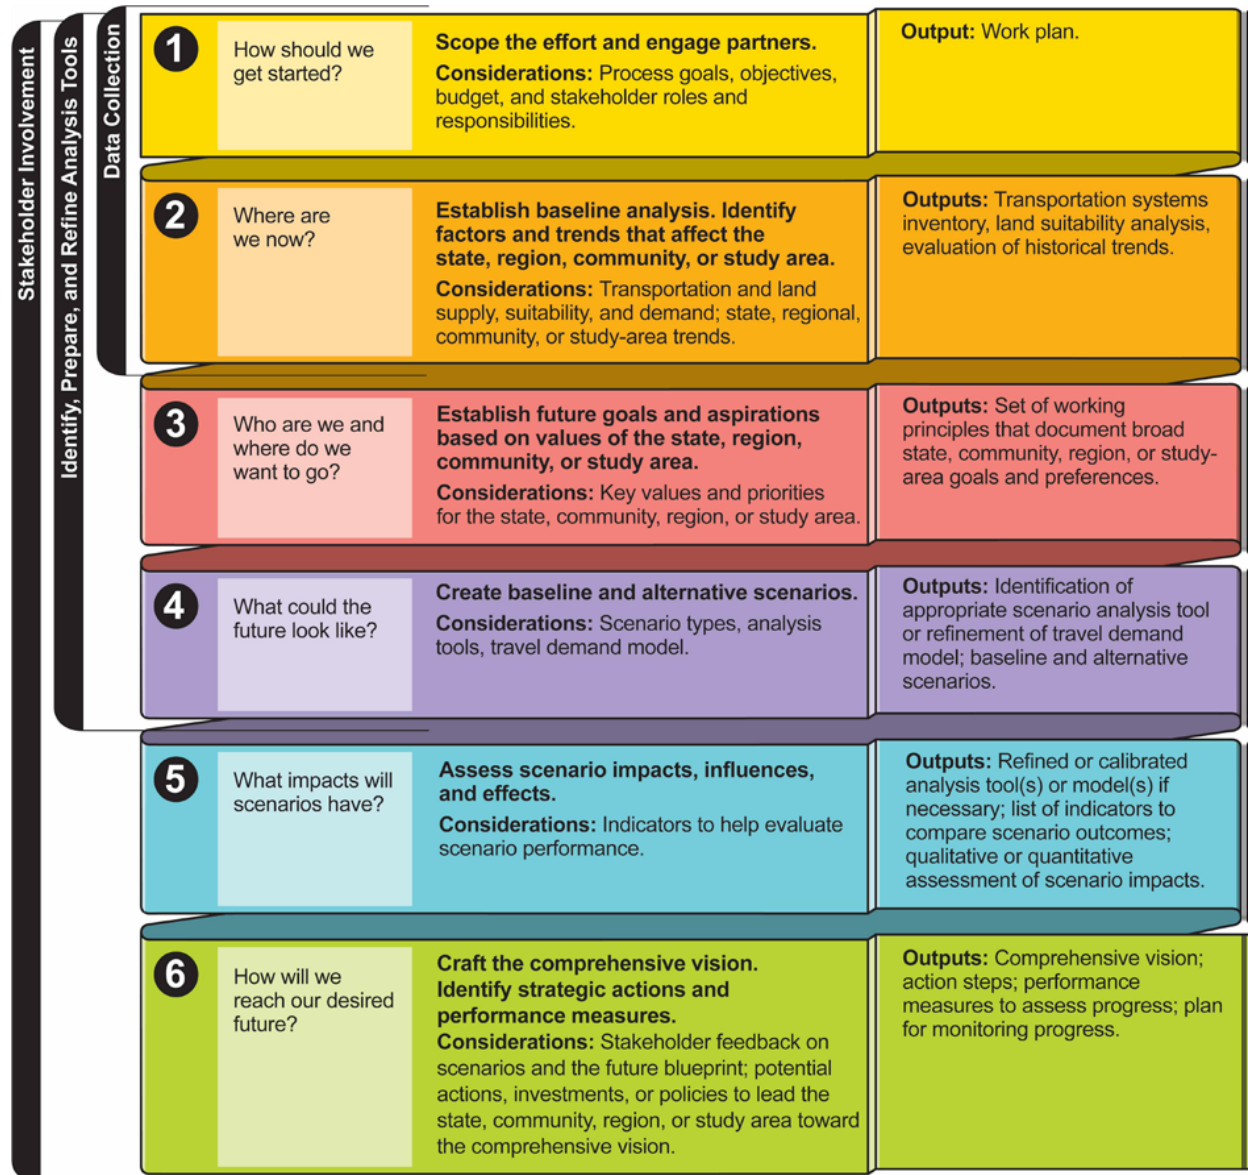 Stakeholder Involvement
Identify, Prepare, and Refine Analysis Tools
Data Collection
1
How should we
get started?
Scope the effort and engage partners.
Considerations: Process goals, objectives,
budget, and stakeholder roles and
responsibilities.
Output: Work plan.
2
Where are
we now?
Establish baseline analysis. Identify
factors and trends that affect the
state, region, community, or study area.
Considerations: Transportation and land
supply, suitability, and demand; state, regional,
community, or study-area trends.
Outputs: Transportation systems
inventory, land suitability analysis,
evaluation of historical trends.
3
Who are we and
where do we
want to go?
Establish future goals and aspirations
based on values of the state, region,
community, or study area.
Considerations: Key values and priorities
for the state, community, region, or study area.
Outputs: Set of working
principles that document broad
state, community, region, or study-
area goals and preferences.
4
What could the
future look like?
Create baseline and alternative scenarios.
Considerations: Scenario types, analysis
tools, travel demand model.
Outputs: Identification of
appropriate scenario analysis tool
or refinement of travel demand
model; baseline and alternative
scenarios.
5
What impacts will
scenarios have?
Assess scenario impacts, influences,
and effects.
Considerations: Indicators to help evaluate
scenario performance.
Outputs: Refined or calibrated
analysis tool(s) or model(s) if
necessary; list of indicators to
compare scenario outcomes;
qualitative or quantitative
assessment of scenario impacts.
6
How will we
reach our desired
future?
Craft the comprehensive vision.
Identify strategic actions and
performance measures.
Considerations: Stakeholder feedback on
scenarios and the future blueprint; potential
actions, investments, or policies to lead the
state, community, region, or study area toward
the comprehensive vision.
Outputs: Comprehensive vision;
action steps; performance
measures to assess progress; plan
for monitoring progress.